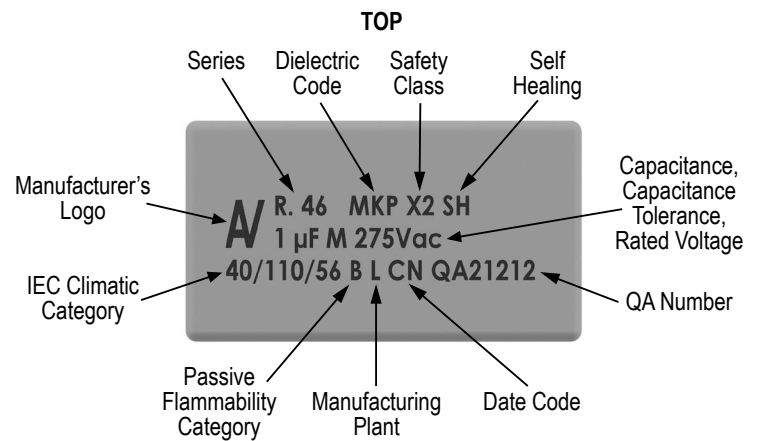 TOP
Series
Dielectric
Code
Safety
Class
Self
Healing
Manufacturer's
Logo
R. 46 MKP X2 SH
1 µF M 275Vac
40/110/56 B L CN QA21212
Capacitance,
Capacitance
Tolerance,
Rated Voltage
IEC Climatic
Category
QA Number
Passive
Flammability
Category
Manufacturing
Plant
Date Code